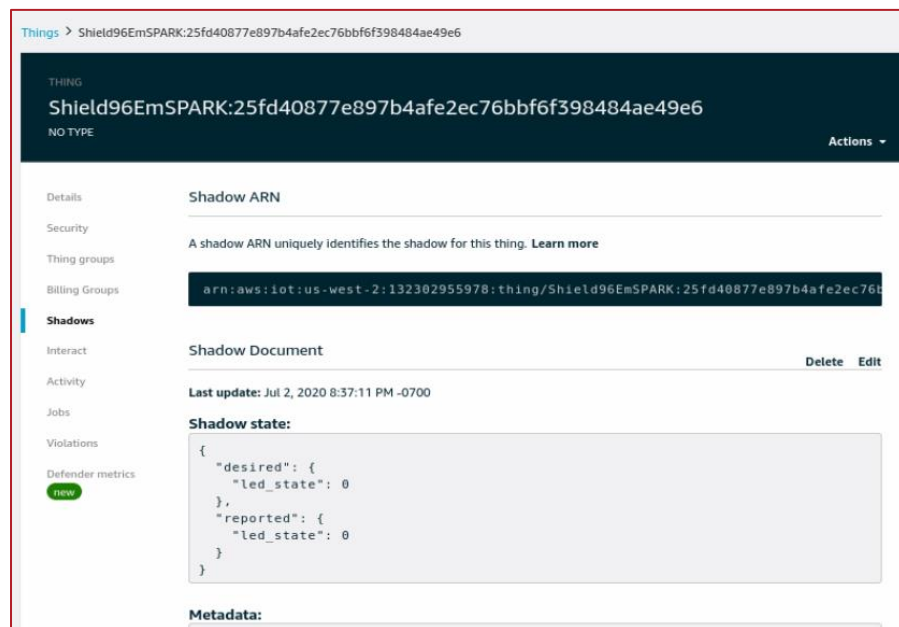 Things > Shield96EmSPARK:25fd40877e897b4afe2ec76bbf6f398484ae49e6
THING
Shield96EmSPARK:25fd40877e897b4afe2ec76bbf6f398484ae49e6
NO TYPE
Actions
Details
Security
Thing groups
Billing Groups
Shadows
Interact
Activity
Jobs
Violations
Defender metrics
new
Shadow ARN
A shadow ARN uniquely identifies the shadow for this thing. Learn more
arn:aws:iot:us-west-2:132302955978:thing/Shield96EmSPARK:25fd40877e897b4afe2ec76b
Shadow Document
Delete Edit
Last update: Jul 2, 2020 8:37:11 PM -0700
Shadow state:
{
"desired": {
"led_state": 0
},
"reported": {
"led_state": 0
}
}
Metadata: